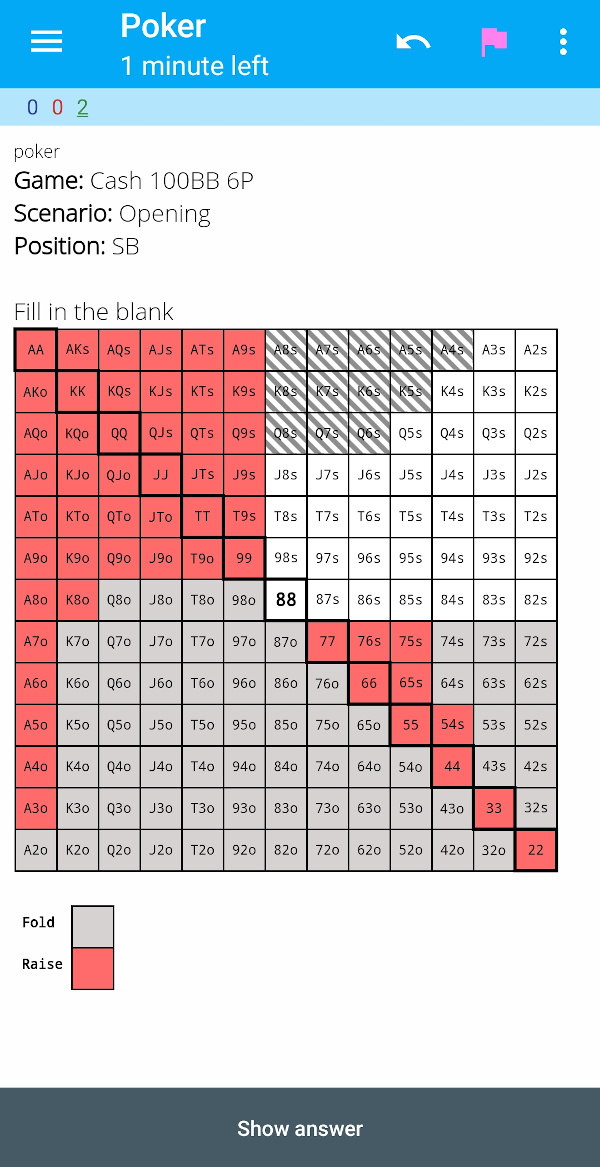 Poker
1 minute left
0 0 2
poker
Game: Cash 100BB 6P
Scenario: Opening
Position: SB
Fill in the blank
AA AKs AQs AJs ATs A9s A8s A7s A6s A5s A4s A3s A2s
AKo KK KQs KJs KTs K9s K8s K7s K6s K5s K4s K3s K2s
AQo KQo QQ QJs QTs Q9s Q8s Q7s Q6s Q5s Q4s Q3s Q2s
AJo KJo QJo JJ JTs J9s J8s J7s J6s J5s J4s J3s J2s
ATo KTo QTo JTo TT T9s T8s T7s T6s T5s T4s T3s T2s
A9o K9o Q9o J9o T9o 99 98s 97s 96s 95s 94s 93s 92s
A8o K8o Q8o J8o T8o 98o 88 87s 86s 85s 84s 83s 82s
A7o K7o Q7o J7o T7o 97o 87o 77 76s 75s 74s 73s 72s
A6o K6o Q6o J6o T6o 96o 86o 76o 66 65s 64s 63s 62s
A5o K5o Q5o J5o T5o 95o 85o 75o 65o 55 54s 53s 52s
A4o K4o Q4o J4o T4o 94o 84o 74o 64o 54o 44 43s 42s
A3o K3o Q3o J3o T3o 93o 83o 73o 63o 53o 43o 33 32s
A2o K2o Q2o J2o T2o 92o 82o 72o 62o 52o 42o 32o 22
Fold
Raise
Show answer